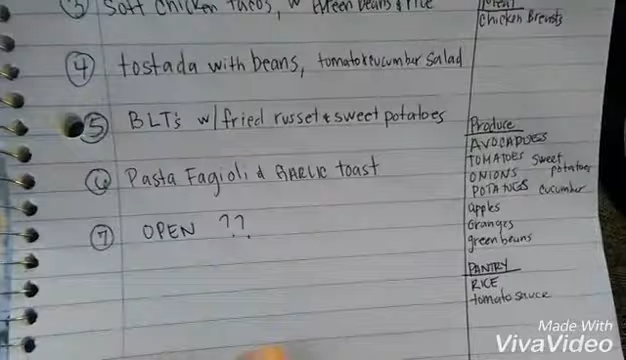 ③ Soft Chicken tacos, w Green beans & rice
④ tostada with beans, tomato & cucumber salad
⑤ BLT's w/ fried russet & sweet potatoes
⑥ Pasta Fagioli & GARLIC toast
⑦ OPEN ??
Meat
Chicken Breasts
Produce
AVOCADOES
TOMATOES sweet potatoes
ONIONS
POTATOES cucumber
apples
oranges
green beans
PANTRY
RICE
tomato sauce
Made With
VivaVideo